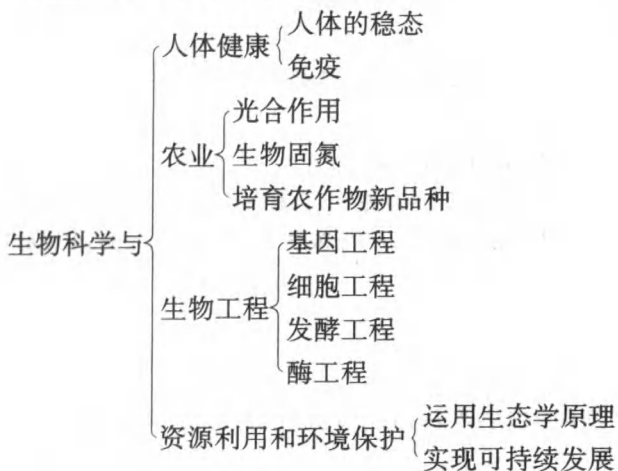 人体健康
人体的稳态
免疫
农业
光合作用
生物固氮
培育农作物新品种
生物科学与
生物工程
基因工程
细胞工程
发酵工程
酶工程
资源利用和环境保护
运用生态学原理
实现可持续发展